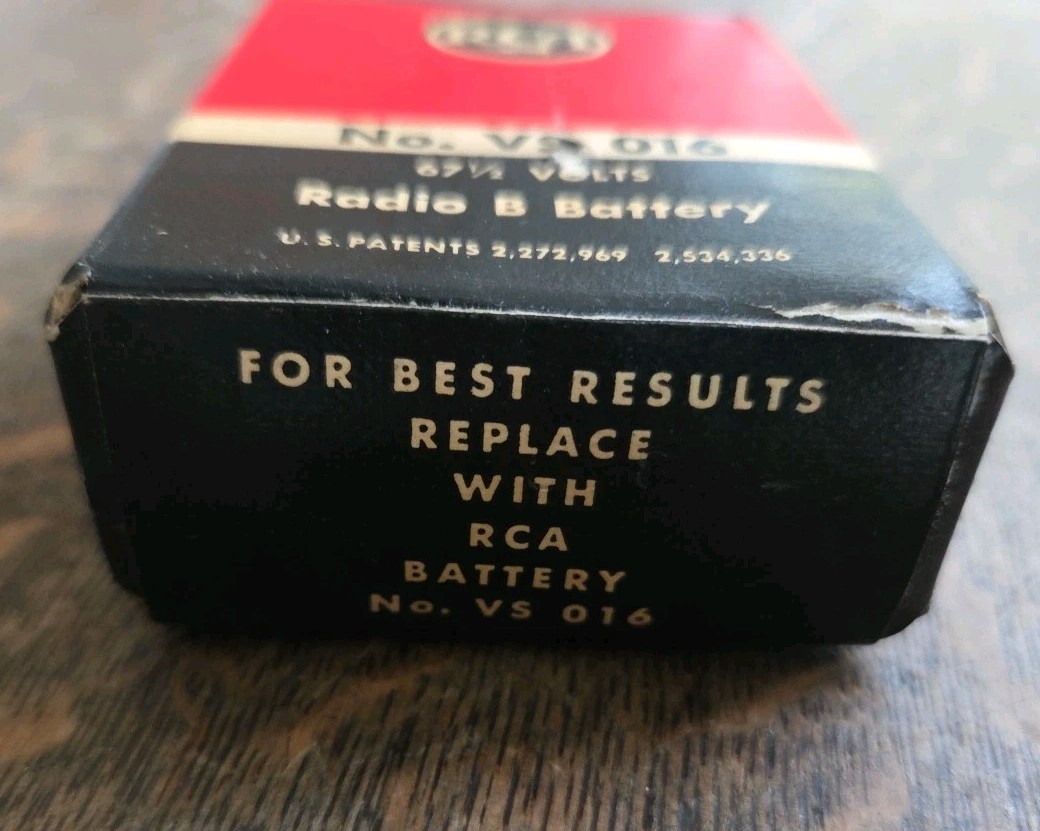 RCA
No. VS 016
67½ VOLTS
Radio B Battery
U. S. PATENTS 2,272,969 2,534,336
FOR BEST RESULTS
REPLACE
WITH
RCA
BATTERY
No. VS 016